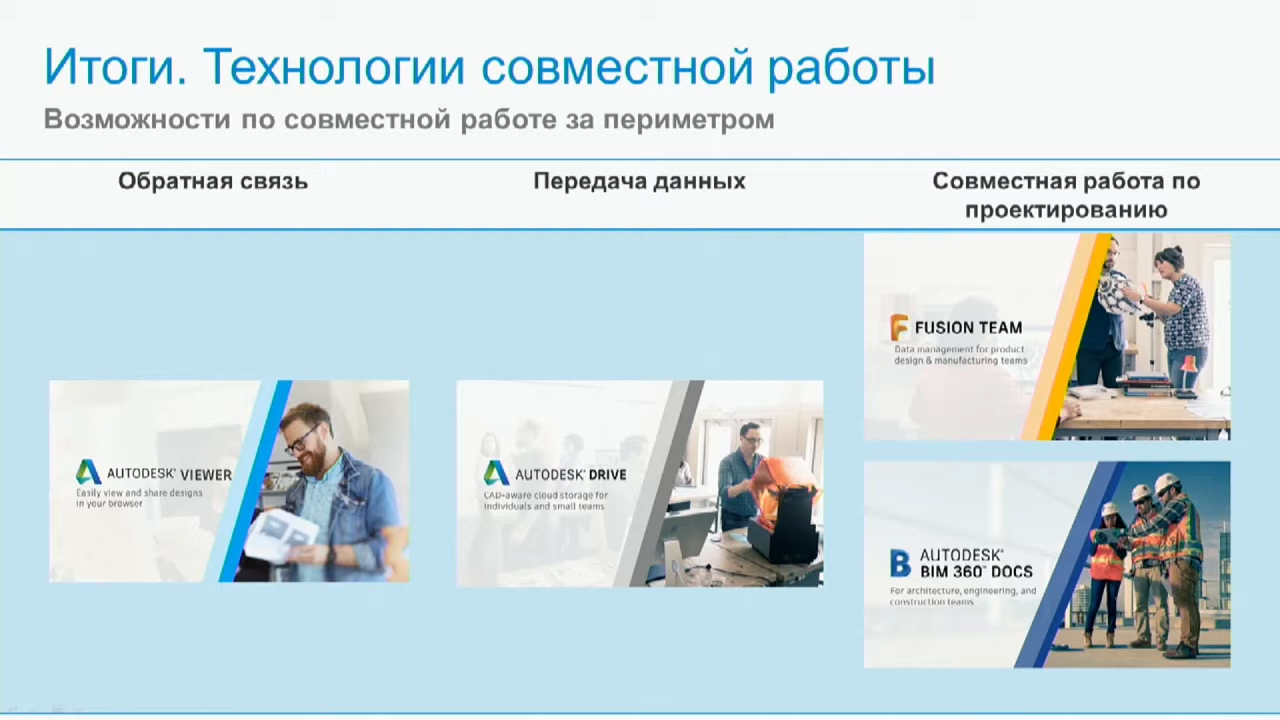 Итоги. Технологии совместной работы
Возможности по совместной работе за периметром
Обратная связь
Передача данных
Совместная работа по
проектированию
AUTODESK® VIEWER
Easily view and share designs
in your browser
AUTODESK® DRIVE
CAD-aware cloud storage for
individuals and small teams
FUSION TEAM
Data management for product
design & manufacturing teams
AUTODESK®
BIM 360™ DOCS
For architecture, engineering, and
construction teams